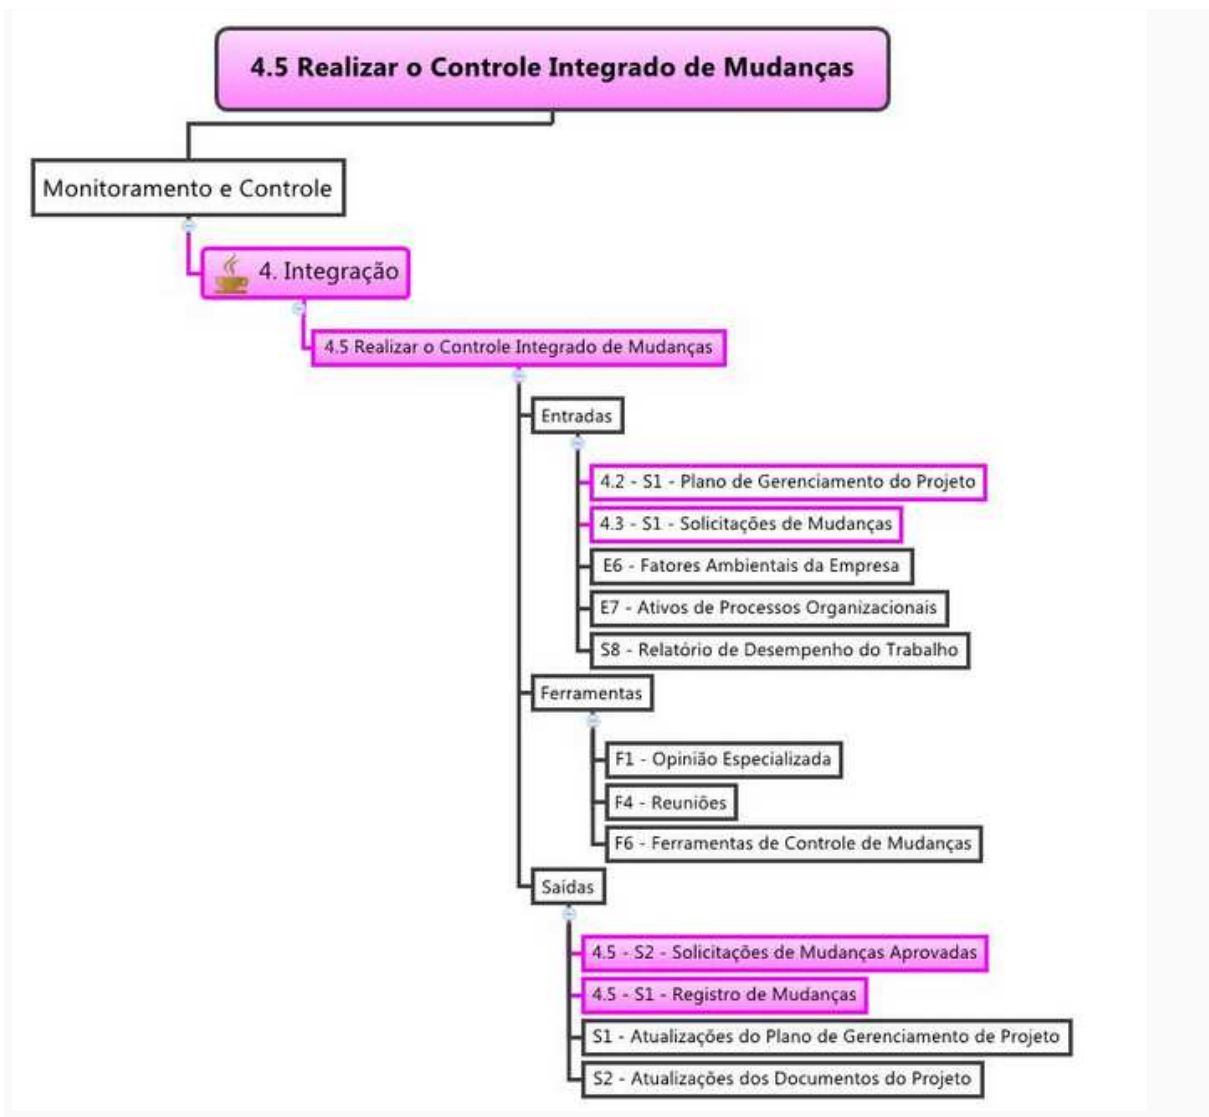 4.5 Realizar o Controle Integrado de Mudanças
Monitoramento e Controle
4. Integração
4.5 Realizar o Controle Integrado de Mudanças
Entradas
4.2 - S1 - Plano de Gerenciamento do Projeto
4.3 - S1 - Solicitações de Mudanças
E6 - Fatores Ambientais da Empresa
E7 - Ativos de Processos Organizacionais
S8 - Relatório de Desempenho do Trabalho
Ferramentas
F1 - Opinião Especializada
F4 - Reuniões
F6 - Ferramentas de Controle de Mudanças
Saídas
4.5 - S2 - Solicitações de Mudanças Aprovadas
4.5 - S1 - Registro de Mudanças
S1 - Atualizações do Plano de Gerenciamento de Projeto
S2 - Atualizações dos Documentos do Projeto